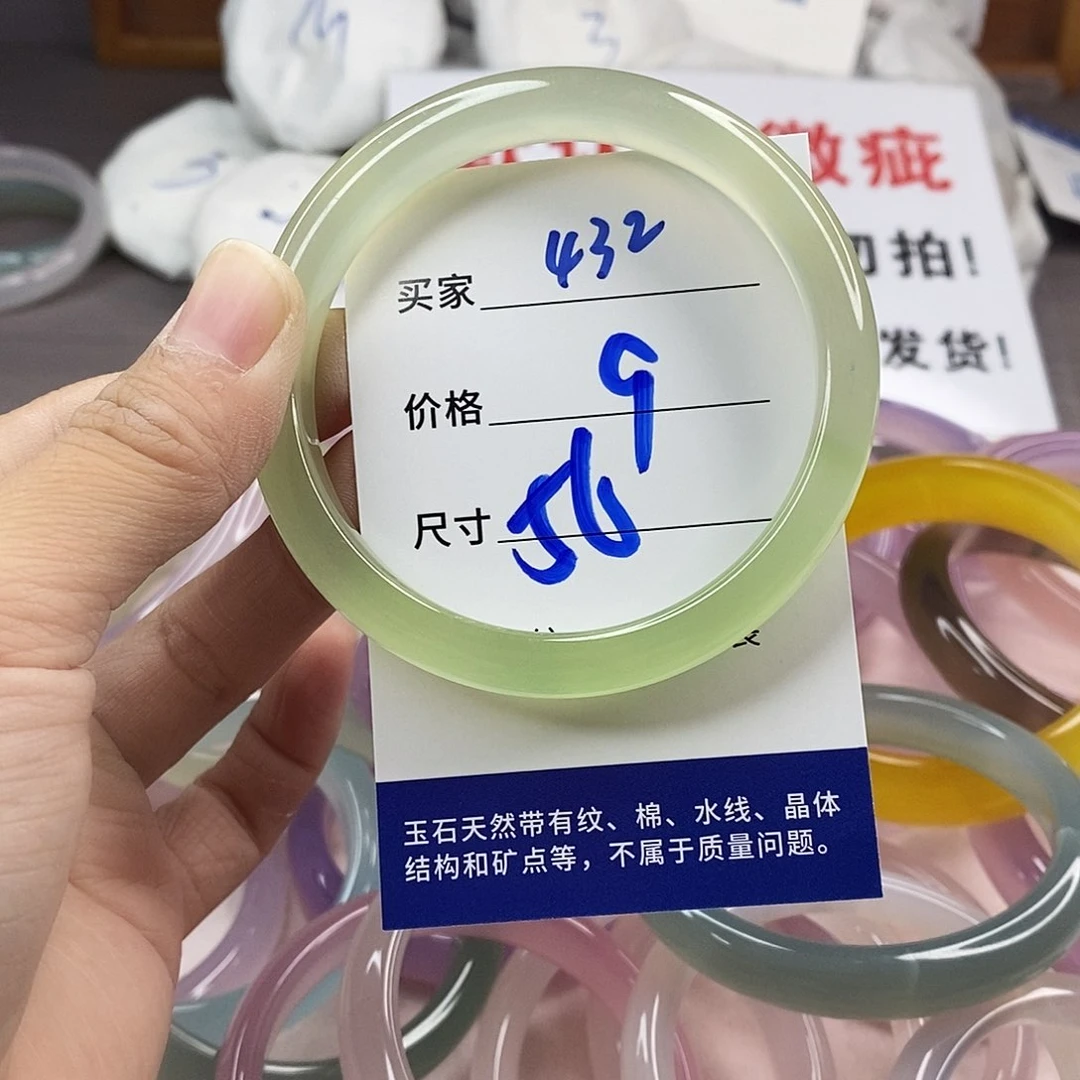 3
微疵
拍!
发货!
买家 432
价格 9
尺寸 56
玉石天然带有纹、棉、水线、晶体
结构和矿点等，不属于质量问题。